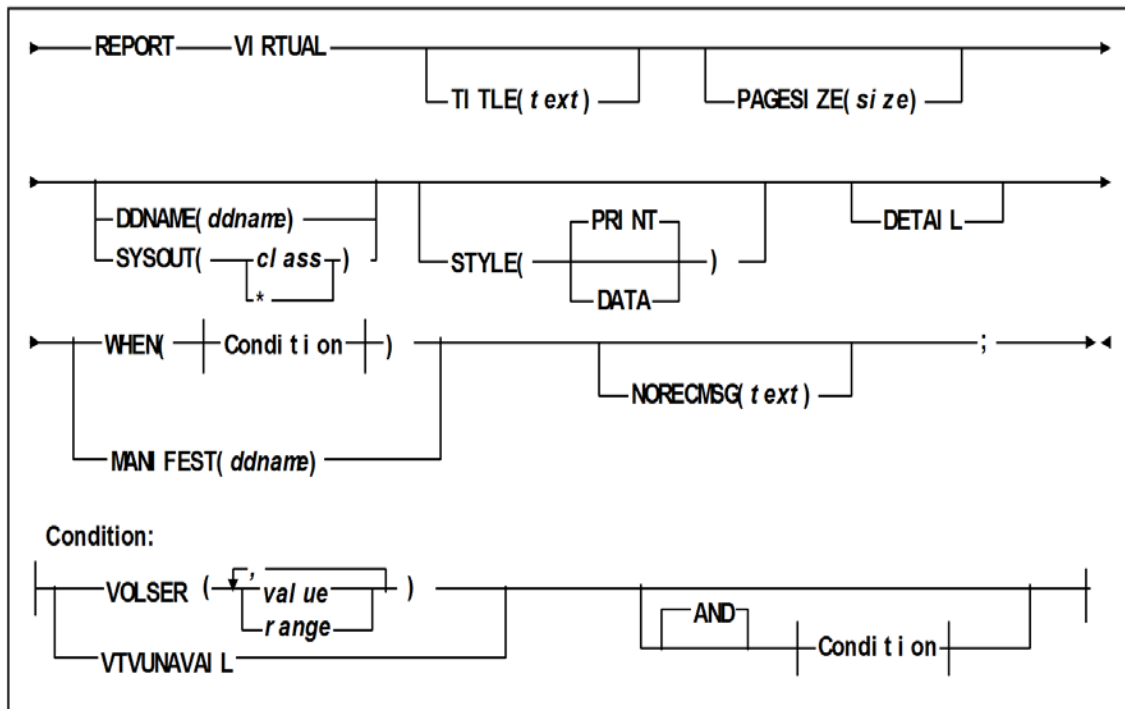 REPORT VIRTUAL
TITLE(text) PAGESIZE(size)
DDNAME(ddname) PRINT DETAIL
SYSOUT( class ) STYLE( )
* DATA
WHEN( Condition ) ;
NORECMSG(text)
MANIFEST(ddname)
Condition:
VOLSER ( , value ) AND
range Condition
VTVUNAVAIL